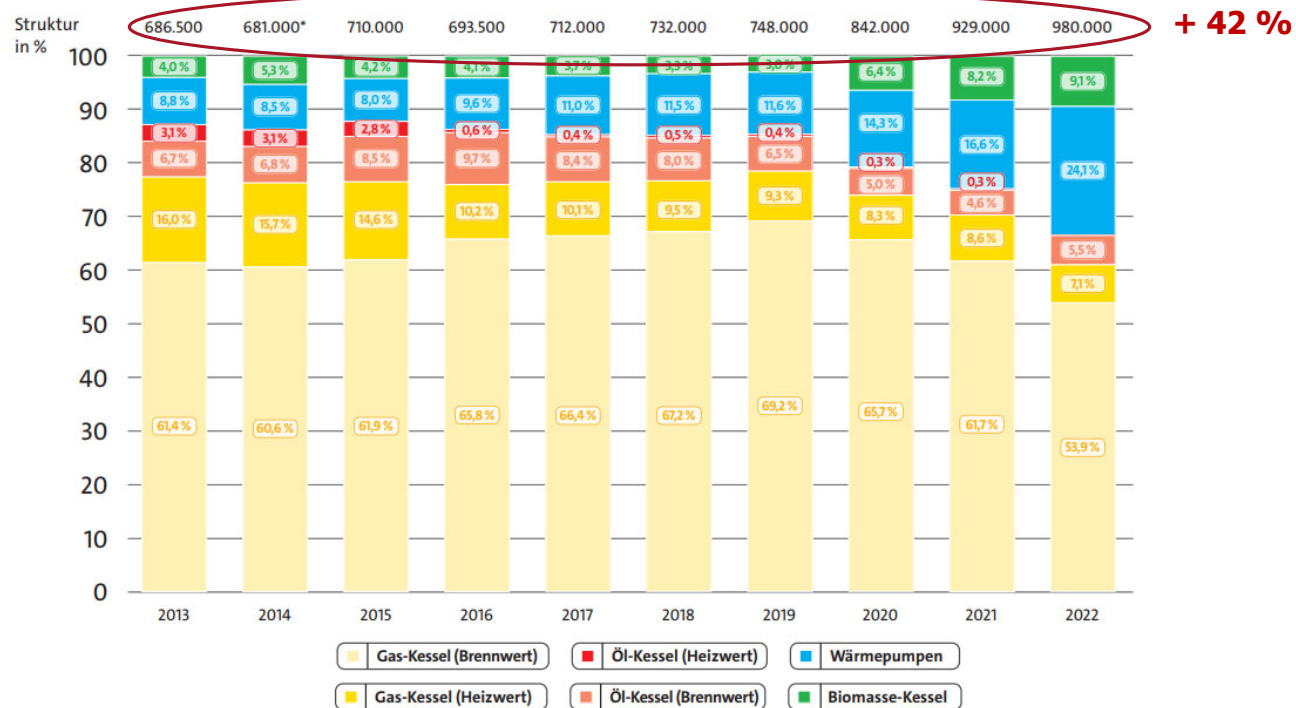 Struktur
in %
686.500 681.000* 710.000 693.500 712.000 732.000 748.000 842.000 929.000 980.000
+ 42 %
100
90
80
70
60
50
40
30
20
10
0
4,0 % 5,3 % 4,2 % 4,1 % 3,7 % 3,3 % 3,0 % 6,4 % 8,2 % 9,1 %
8,8 % 8,5 % 8,0 % 9,6 % 11,0 % 11,5 % 11,6 % 14,3 % 16,6 % 24,1 %
3,1 % 3,1 % 2,8 % 0,6 % 0,4 % 0,5 % 0,4 % 0,3 % 0,3 %
6,7 % 6,8 % 8,5 % 9,7 % 8,4 % 8,0 % 6,5 % 5,0 % 4,6 % 5,5 %
16,0 % 15,7 % 14,6 % 10,2 % 10,1 % 9,5 % 9,3 % 8,3 % 8,6 % 7,1 %
61,4 % 60,6 % 61,9 % 65,8 % 66,4 % 67,2 % 69,2 % 65,7 % 61,7 % 53,9 %
2013 2014 2015 2016 2017 2018 2019 2020 2021 2022
Gas-Kessel (Brennwert) Öl-Kessel (Heizwert) Wärmepumpen
Gas-Kessel (Heizwert) Öl-Kessel (Brennwert) Biomasse-Kessel